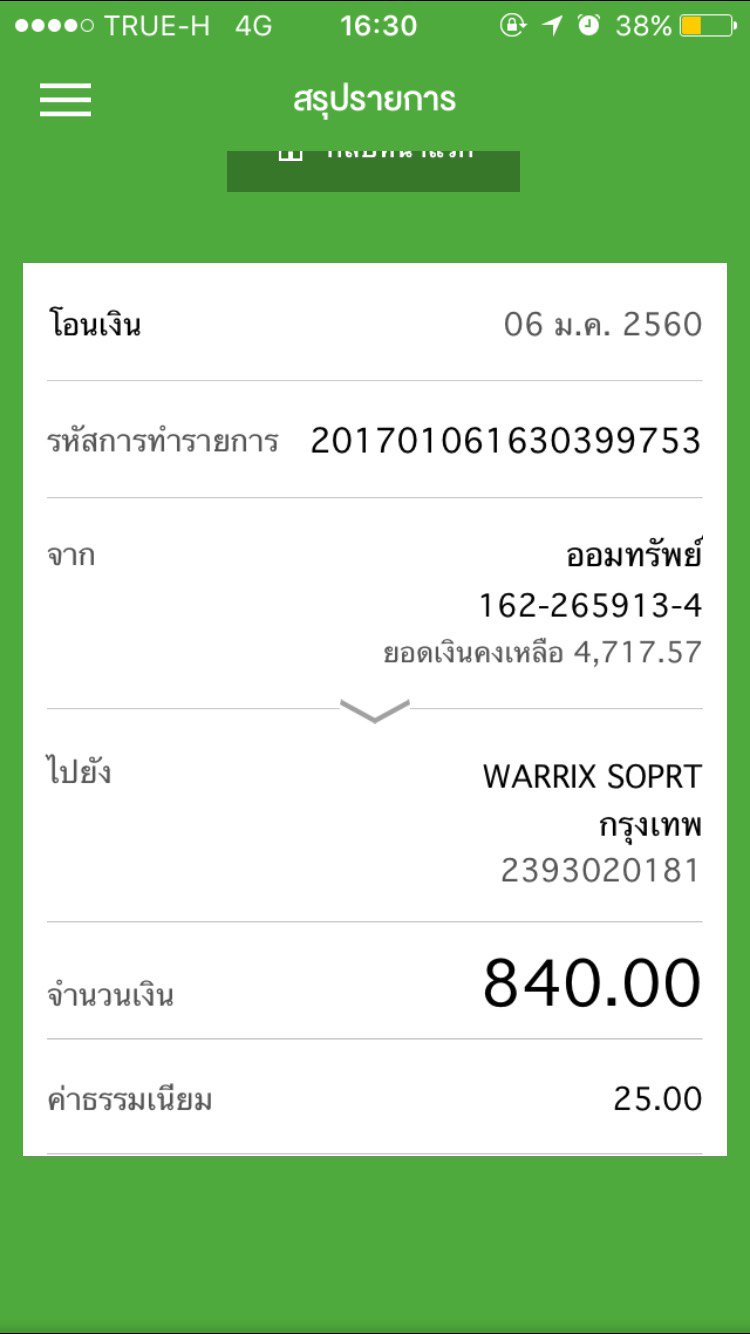 TRUE-H 4G 16:30 38%
สรุปรายการ
โอนเงิน 06 ม.ค. 2560
รหัสการทำรายการ 201701061630399753
จาก ออมทรัพย์
162-265913-4
ยอดเงินคงเหลือ 4,717.57
ไปยัง WARRIX SOPRT
กรุงเทพ
2393020181
จำนวนเงิน 840.00
ค่าธรรมเนียม 25.00